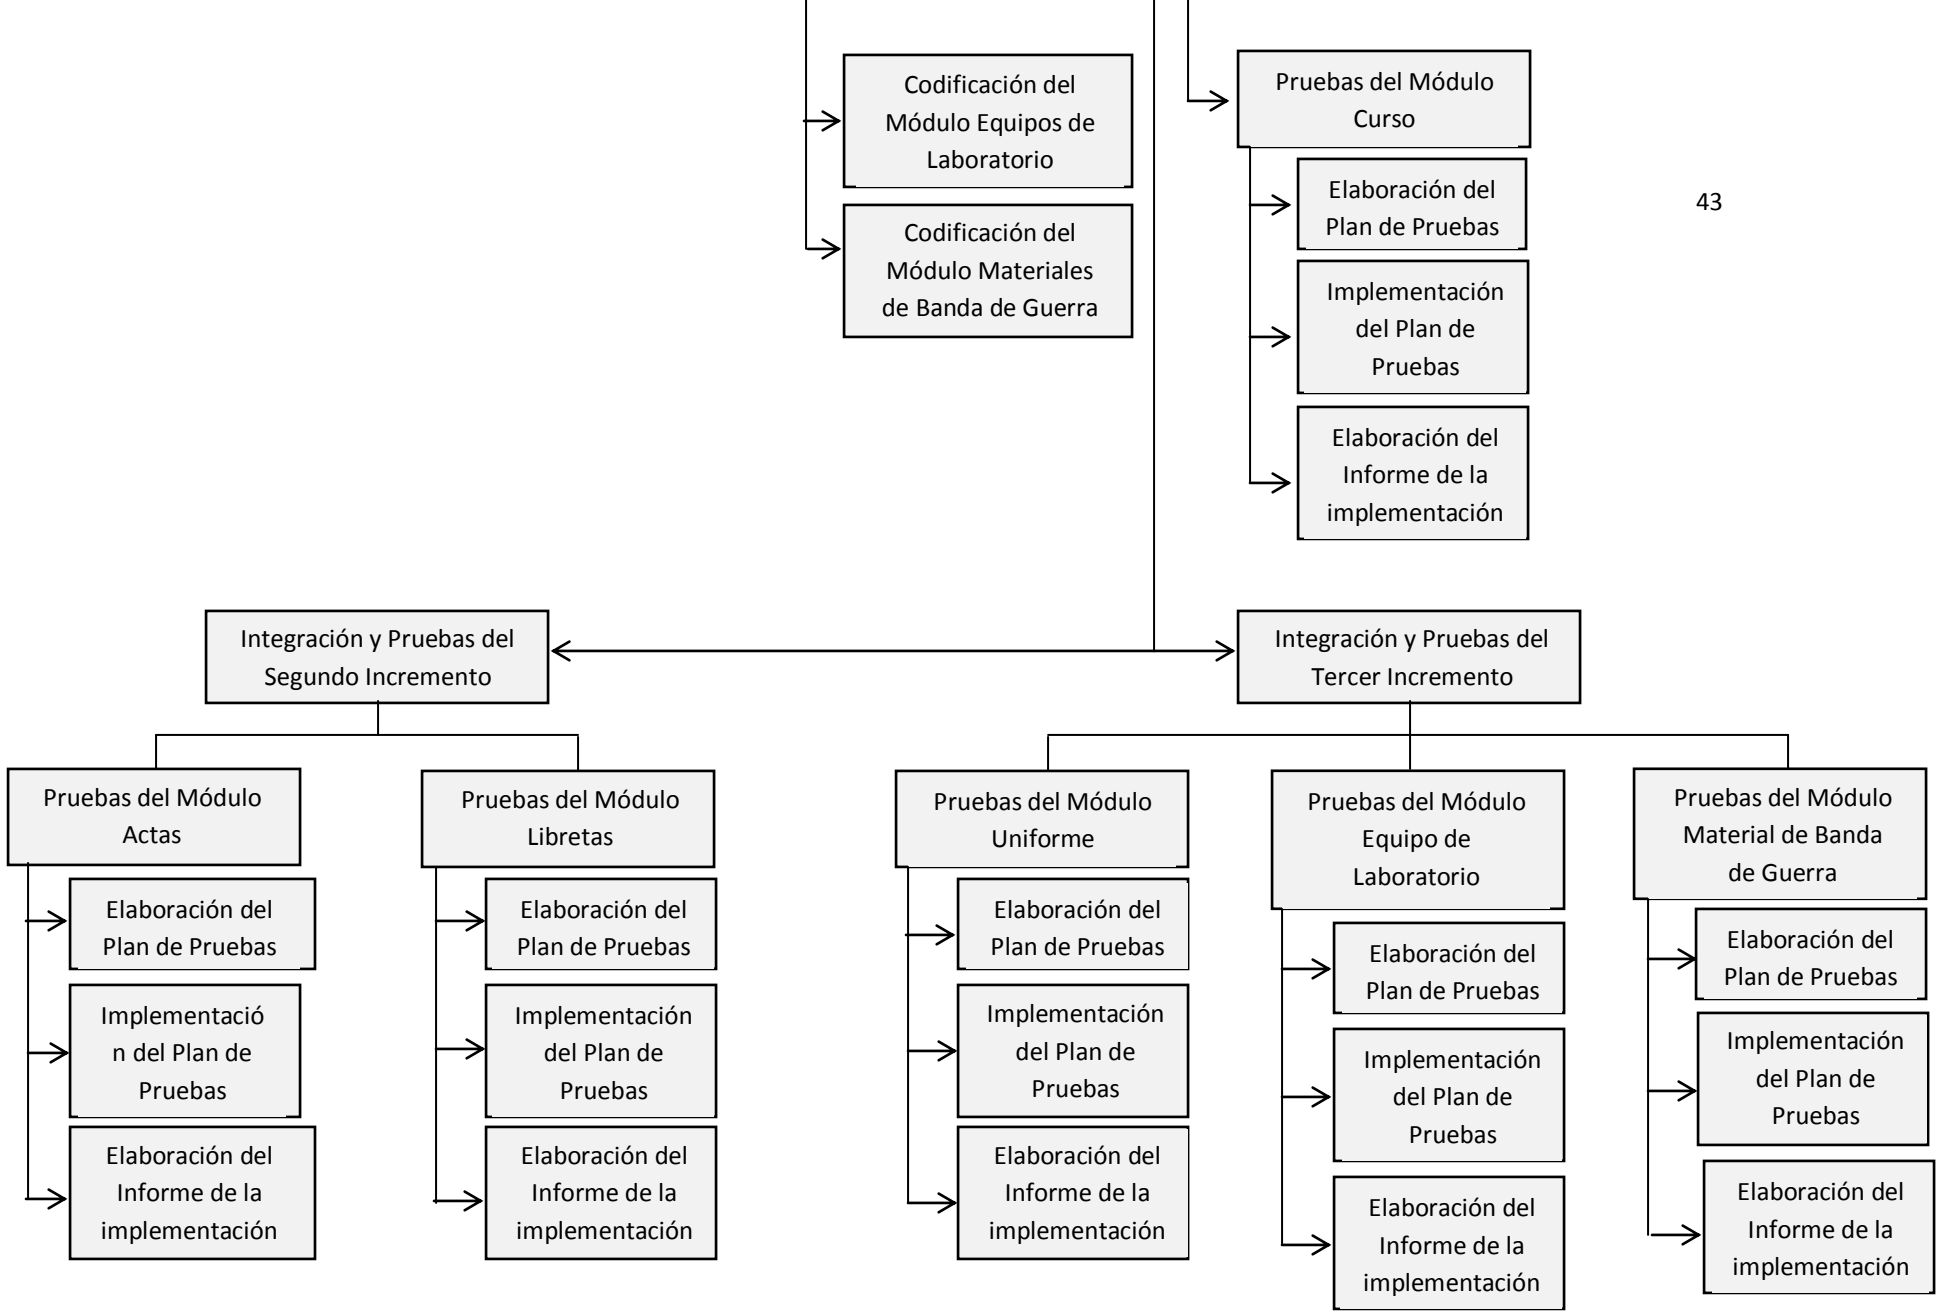 Codificación del
Módulo Equipos de
Laboratorio
Codificación del
Módulo Materiales
de Banda de Guerra
Pruebas del Módulo
Curso
Elaboración del
Plan de Pruebas
Implementación
del Plan de
Pruebas
Elaboración del
Informe de la
implementación
43
Integración y Pruebas del
Segundo Incremento
Integración y Pruebas del
Tercer Incremento
Pruebas del Módulo
Actas
Elaboración del
Plan de Pruebas
Implementació
n del Plan de
Pruebas
Elaboración del
Informe de la
implementación
Pruebas del Módulo
Libretas
Elaboración del
Plan de Pruebas
Implementación
del Plan de
Pruebas
Elaboración del
Informe de la
implementación
Pruebas del Módulo
Uniforme
Elaboración del
Plan de Pruebas
Implementación
del Plan de
Pruebas
Elaboración del
Informe de la
implementación
Pruebas del Módulo
Equipo de
Laboratorio
Elaboración del
Plan de Pruebas
Implementación
del Plan de
Pruebas
Elaboración del
Informe de la
implementación
Pruebas del Módulo
Material de Banda
de Guerra
Elaboración del
Plan de Pruebas
Implementación
del Plan de
Pruebas
Elaboración del
Informe de la
implementación